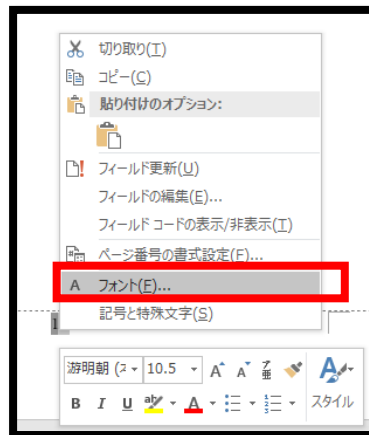 切り取り(T)
コピー(C)
貼り付けのオプション:
フィールド更新(U)
フィールドの編集(E)...
フィールド コードの表示/非表示(T)
ページ番号の書式設定(F)...
A フォント(F)...
記号と特殊文字(S)
1
游明朝 (ス 10.5 A A ア亜
B I U aby A スタイル